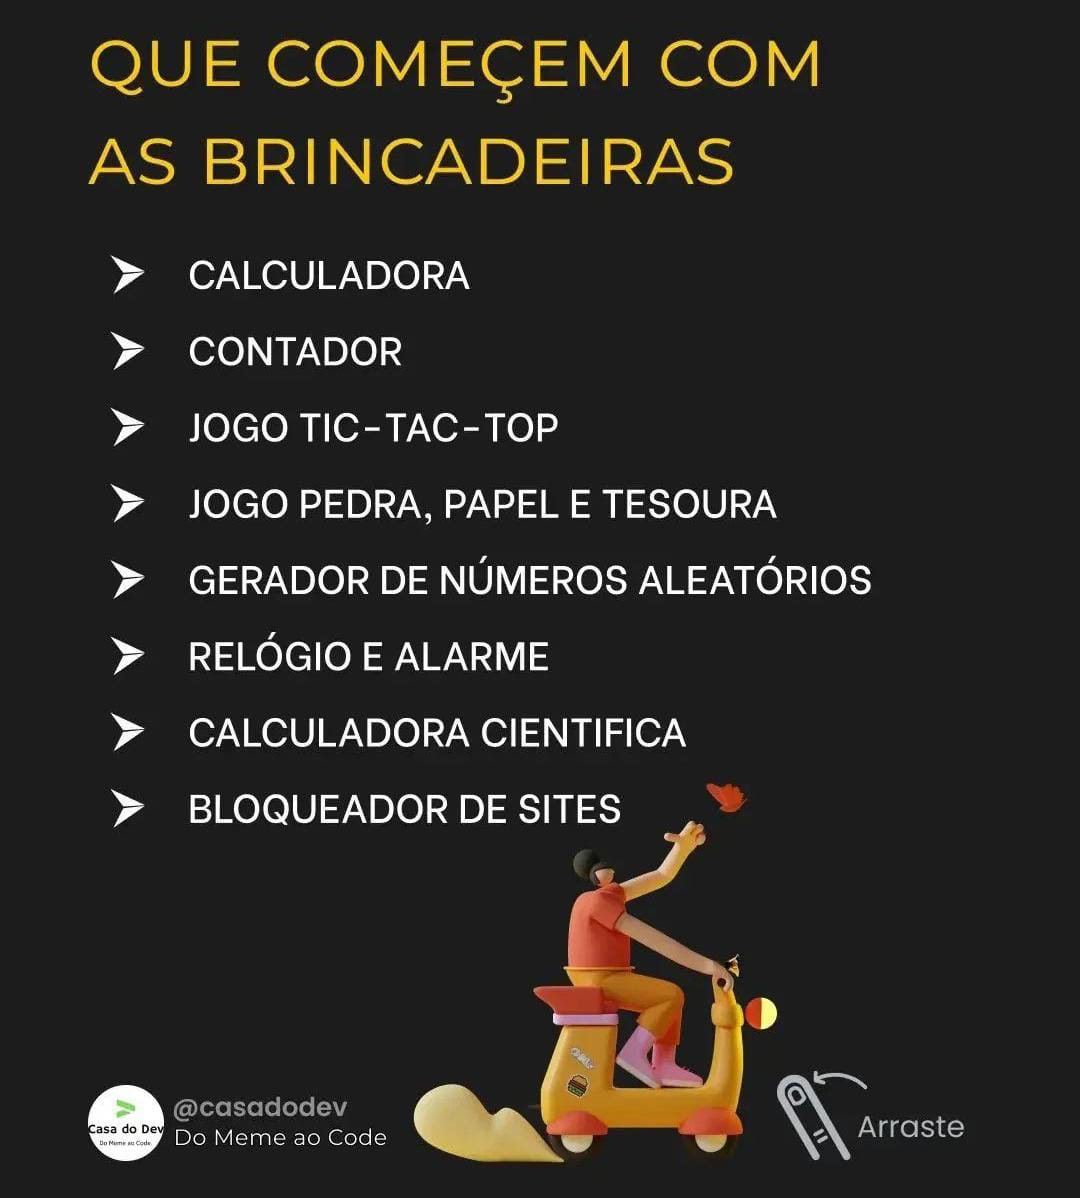 QUE COMEÇEM COM
AS BRINCADEIRAS
CALCULADORA
CONTADOR
JOGO TIC-TAC-TOP
JOGO PEDRA, PAPEL E TESOURA
GERADOR DE NÚMEROS ALEATÓRIOS
RELÓGIO E ALARME
CALCULADORA CIENTIFICA
BLOQUEADOR DE SITES
Casa do Dev
Do Meme ao Code.
@casadodev
Do Meme ao Code
Arraste